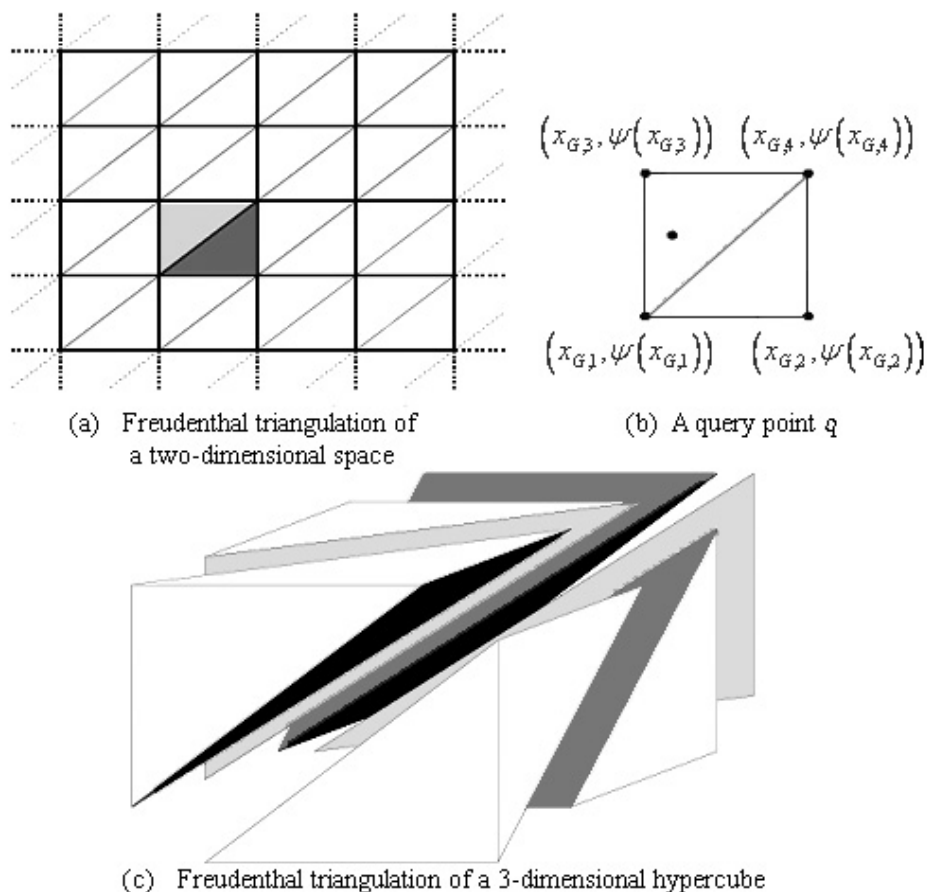 (x_{G,3}, ψ(x_{G,3})) (x_{G,4}, ψ(x_{G,4}))
(x_{G,1}, ψ(x_{G,1})) (x_{G,2}, ψ(x_{G,2}))
(a) Freudenthal triangulation of
a two-dimensional space
(b) A query point q
(c) Freudenthal triangulation of a 3-dimensional hypercube